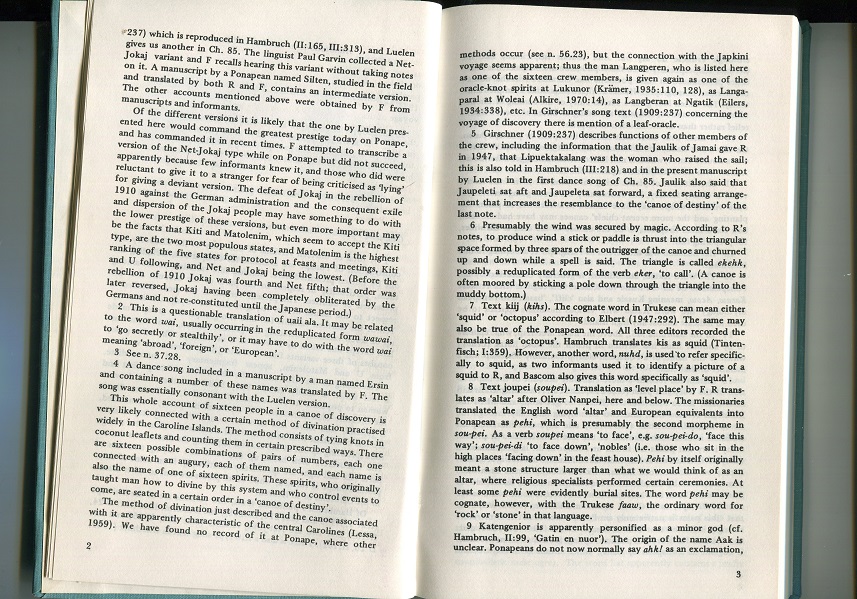 237) which is reproduced in Hambruch (II:165, III:313), and Luelen
gives us another in Ch. 85. The linguist Paul Garvin collected a Net-
Jokaj variant and F recalls hearing this variant without taking notes
on it. A manuscript by a Ponapean named Silten, studied in the field
and translated by both R and F, contains an intermediate version.
The other accounts mentioned above were obtained by F from
manuscripts and informants.
Of the different versions it is likely that the one by Luelen pres-
ented here would command the greatest prestige today on Ponape,
and has commanded it in recent times. F attempted to transcribe a
version of the Net-Jokaj type while on Ponape but did not succeed,
apparently because few informants knew it, and those who did were
reluctant to give it to a stranger for fear of being criticised as 'lying'
for giving a deviant version. The defeat of Jokaj in the rebellion of
1910 against the German administration and the consequent exile
and dispersion of the Jokaj people may have something to do with
the lower prestige of these versions, but even more important may
be the facts that Kiti and Matolenim, which seem to accept the Kiti
type, are the two most populous states, and Matolenim is the highest
ranking of the five states for protocol at feasts and meetings, Kiti
and U following, and Net and Jokaj being the lowest. (Before the
rebellion of 1910 Jokaj was fourth and Net fifth; that order was
later reversed, Jokaj having been completely obliterated by the
Germans and not re-constituted until the Japanese period.)
2 This is a questionable translation of uaii ala. It may be related
to the word wai, usually occurring in the reduplicated form wawai,
to 'go secretly or stealthily', or it may have to do with the word wai
meaning 'abroad', 'foreign', or 'European'.
3 See n. 37.28.
4 A dance song included in a manuscript by a man named Ersin
and containing a number of these names was translated by F. The
song was essentially consonant with the Luelen version.
This whole account of sixteen people in a canoe of discovery is
very likely connected with a certain method of divination practised
widely in the Caroline Islands. The method consists of tying knots in
coconut leaflets and counting them in certain prescribed ways. There
are sixteen possible combinations of pairs of numbers, each one
connected with an augury, each of them named, and each name is
also the name of one of sixteen spirits. These spirits, who originally
taught man how to divine by this system and who control events to
come, are seated in a certain order in a 'canoe of destiny'.
The method of divination just described and the canoe associated
with it are apparently characteristic of the central Carolines (Lessa,
1959). We have found no record of it at Ponape, where other
2
methods occur (see n. 56.23), but the connection with the Japkini
voyage seems apparent; thus the man Langperen, who is listed here
as one of the sixteen crew members, is given again as one of the
oracle-knot spirits at Lukunor (Krämer, 1935:110, 128), as Langa-
paral at Woleai (Alkire, 1970:14), as Langberan at Ngatik (Eilers,
1934:338), etc. In Girschner's song text (1909:237) concerning the
voyage of discovery there is mention of a leaf-oracle.
5 Girschner (1909:237) describes functions of other members of
the crew, including the information that the Jaulik of Jamai gave R
in 1947, that Lipuektakalang was the woman who raised the sail;
this is also told in Hambruch (III:218) and in the present manuscript
by Luelen in the first dance song of Ch. 85. Jaulik also said that
Jaupeleti sat aft and Jaupeleta sat forward, a fixed seating arrange-
ment that increases the resemblance to the 'canoe of destiny' of the
last note.
6 Presumably the wind was secured by magic. According to R's
notes, to produce wind a stick or paddle is thrust into the triangular
space formed by three spars of the outrigger of the canoe and churned
up and down while a spell is said. The triangle is called ekehk,
possibly a reduplicated form of the verb eker, 'to call'. (A canoe is
often moored by sticking a pole down through the triangle into the
muddy bottom.)
7 Text kiij (kihs). The cognate word in Trukese can mean either
'squid' or 'octopus' according to Elbert (1947:292). The same may
also be true of the Ponapean word. All three editors recorded the
translation as 'octopus'. Hambruch translates kis as squid (Tinten-
fisch; I:359). However, another word, nuhd, is used to refer specific-
ally to squid, as two informants used it to identify a picture of a
squid to R, and Bascom also gives this word specifically as 'squid'.
8 Text joupei (soupei). Translation as 'level place' by F. R trans-
lates as 'altar' after Oliver Nanpei, here and below. The missionaries
translated the English word 'altar' and European equivalents into
Ponapean as pehi, which is presumably the second morpheme in
sou-pei. As a verb soupei means 'to face', e.g. sou-pei-do, 'face this
way'; sou-pei-di 'to face down', 'nobles' (i.e. those who sit in the
high places 'facing down' in the feast house). Pehi by itself originally
meant a stone structure larger than what we would think of as an
altar, where religious specialists performed certain ceremonies. At
least some pehi were evidently burial sites. The word pehi may be
cognate, however, with the Trukese faaw, the ordinary word for
'rock' or 'stone' in that language.
9 Katengenior is apparently personified as a minor god (cf.
Hambruch, II:99, 'Gatin en nuor'). The origin of the name Aak is
unclear. Ponapeans do not now normally say ahk! as an exclamation,
3